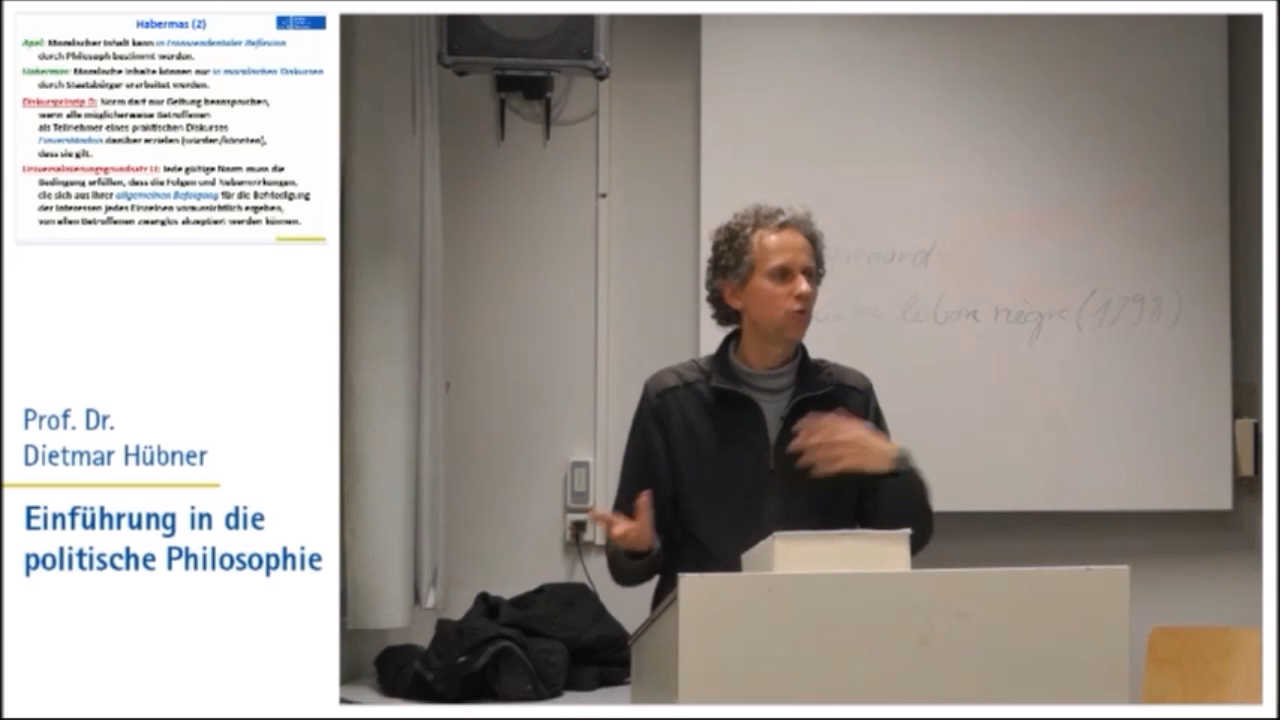 Habermas (2)
Apel: Moralischer Inhalt kann in transzendentaler Reflexion
durch Philosoph bestimmt werden.
Habermas: Moralische Inhalte können nur in moralischen Diskursen
durch Staatsbürger erarbeitet werden.
Diskursprinzip D: Norm darf nur Geltung beanspruchen,
wenn alle möglicherweise Betroffenen
als Teilnehmer eines praktischen Diskurses
Einverständnis darüber erzielen (würden/könnten),
dass sie gilt.
Universalisierungsgrundsatz U: Jede gültige Norm muss die
Bedingung erfüllen, dass die Folgen und Nebenwirkungen,
die sich aus ihrer allgemeinen Befolgung für die Befriedigung
der Interessen jedes Einzelnen voraussichtlich ergeben,
von allen Betroffenen zwanglos akzeptiert werden können.
Prof. Dr.
Dietmar Hübner
Einführung in die
politische Philosophie
le bon nègre (1798)